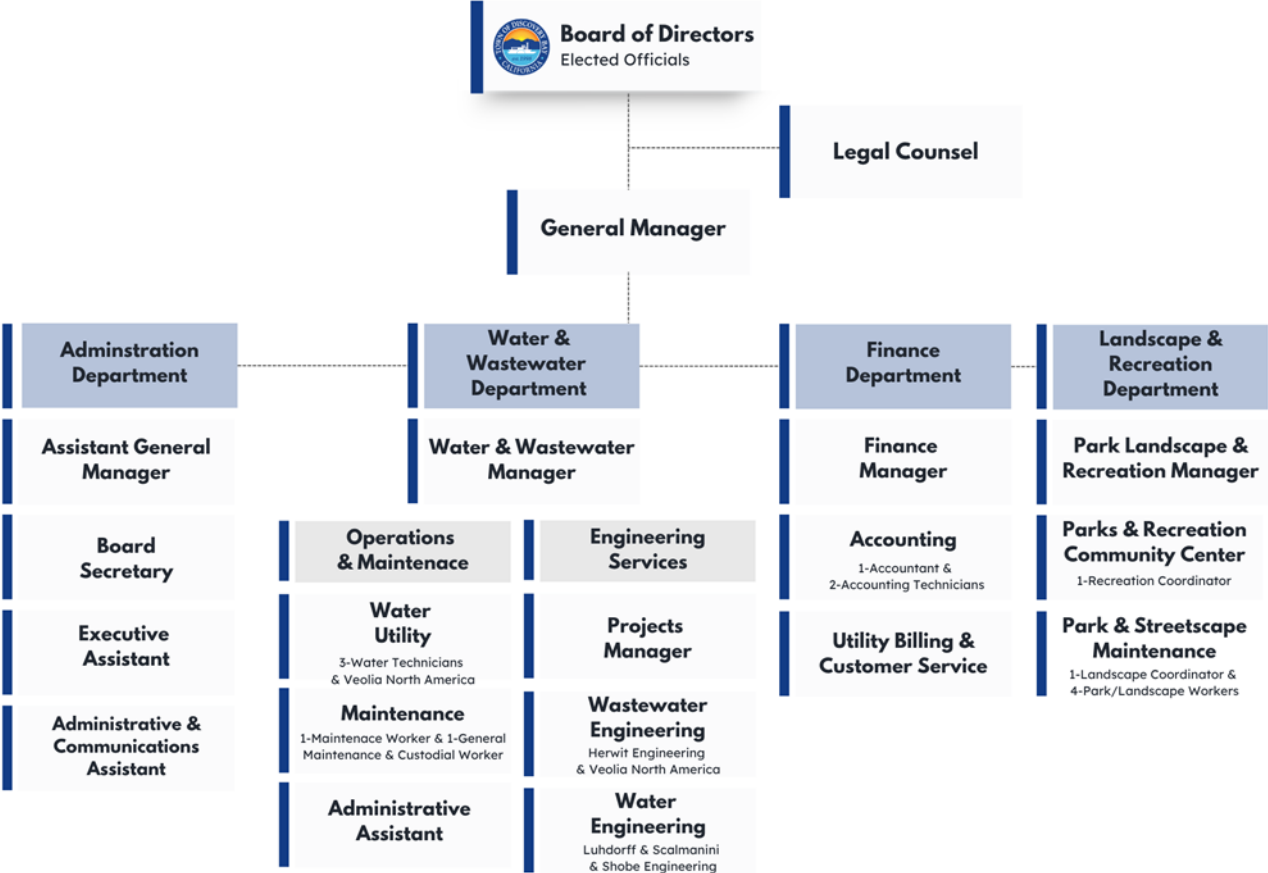 TOWN OF DISCOVERY BAY
CALIFORNIA
Board of Directors
Elected Officials
Legal Counsel
General Manager
Adminstration
Department
Assistant General
Manager
Board
Secretary
Executive
Assistant
Administrative &
Communications
Assistant
Water &
Wastewater
Department
Water & Wastewater
Manager
Operations
& Maintenace
Water
Utility
3-Water Technicians
& Veolia North America
Maintenance
1-Maintenace Worker & 1-General
Maintenance & Custodial Worker
Administrative
Assistant
Engineering
Services
Projects
Manager
Wastewater
Engineering
Herwit Engineering
& Veolia North America
Water
Engineering
Luhdorff & Scalmanini
& Shobe Engineering
Finance
Department
Finance
Manager
Accounting
1-Accountant &
2-Accounting Technicians
Utility Billing &
Customer Service
Landscape &
Recreation
Department
Park Landscape &
Recreation Manager
Parks & Recreation
Community Center
1-Recreation Coordinator
Park & Streetscape
Maintenance
1-Landscape Coordinator &
4-Park/Landscape Workers